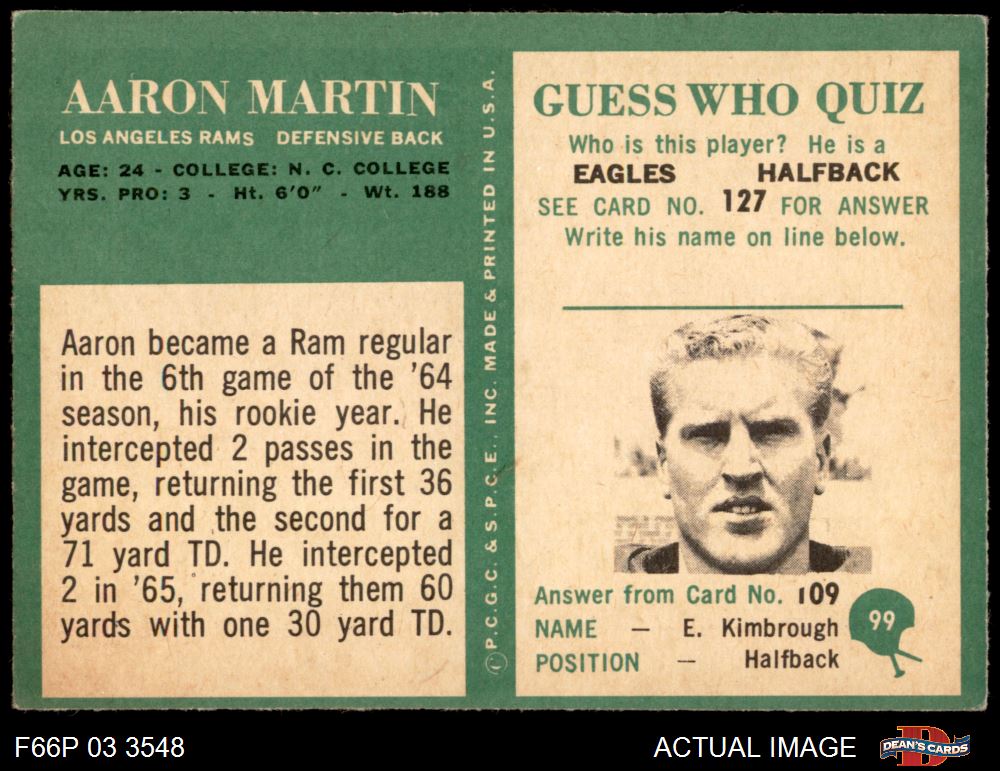 AARON MARTIN
LOS ANGELES RAMS DEFENSIVE BACK
AGE: 24 - COLLEGE: N. C. COLLEGE
YRS. PRO: 3 - Ht. 6'0" - Wt. 188
Aaron became a Ram regular
in the 6th game of the '64
season, his rookie year. He
intercepted 2 passes in the
game, returning the first 36
yards and the second for a
71 yard TD. He intercepted
2 in '65, returning them 60
yards with one 30 yard TD.
© P.C.G.C. & S.P.C.E., INC. MADE & PRINTED IN U.S.A.
GUESS WHO QUIZ
Who is this player? He is a
EAGLES HALFBACK
SEE CARD NO. 127 FOR ANSWER
Write his name on line below.
Answer from Card No. 109
NAME — E. Kimbrough
POSITION — Halfback
99
F66P 03 3548
ACTUAL IMAGE
DEAN'S CARDS